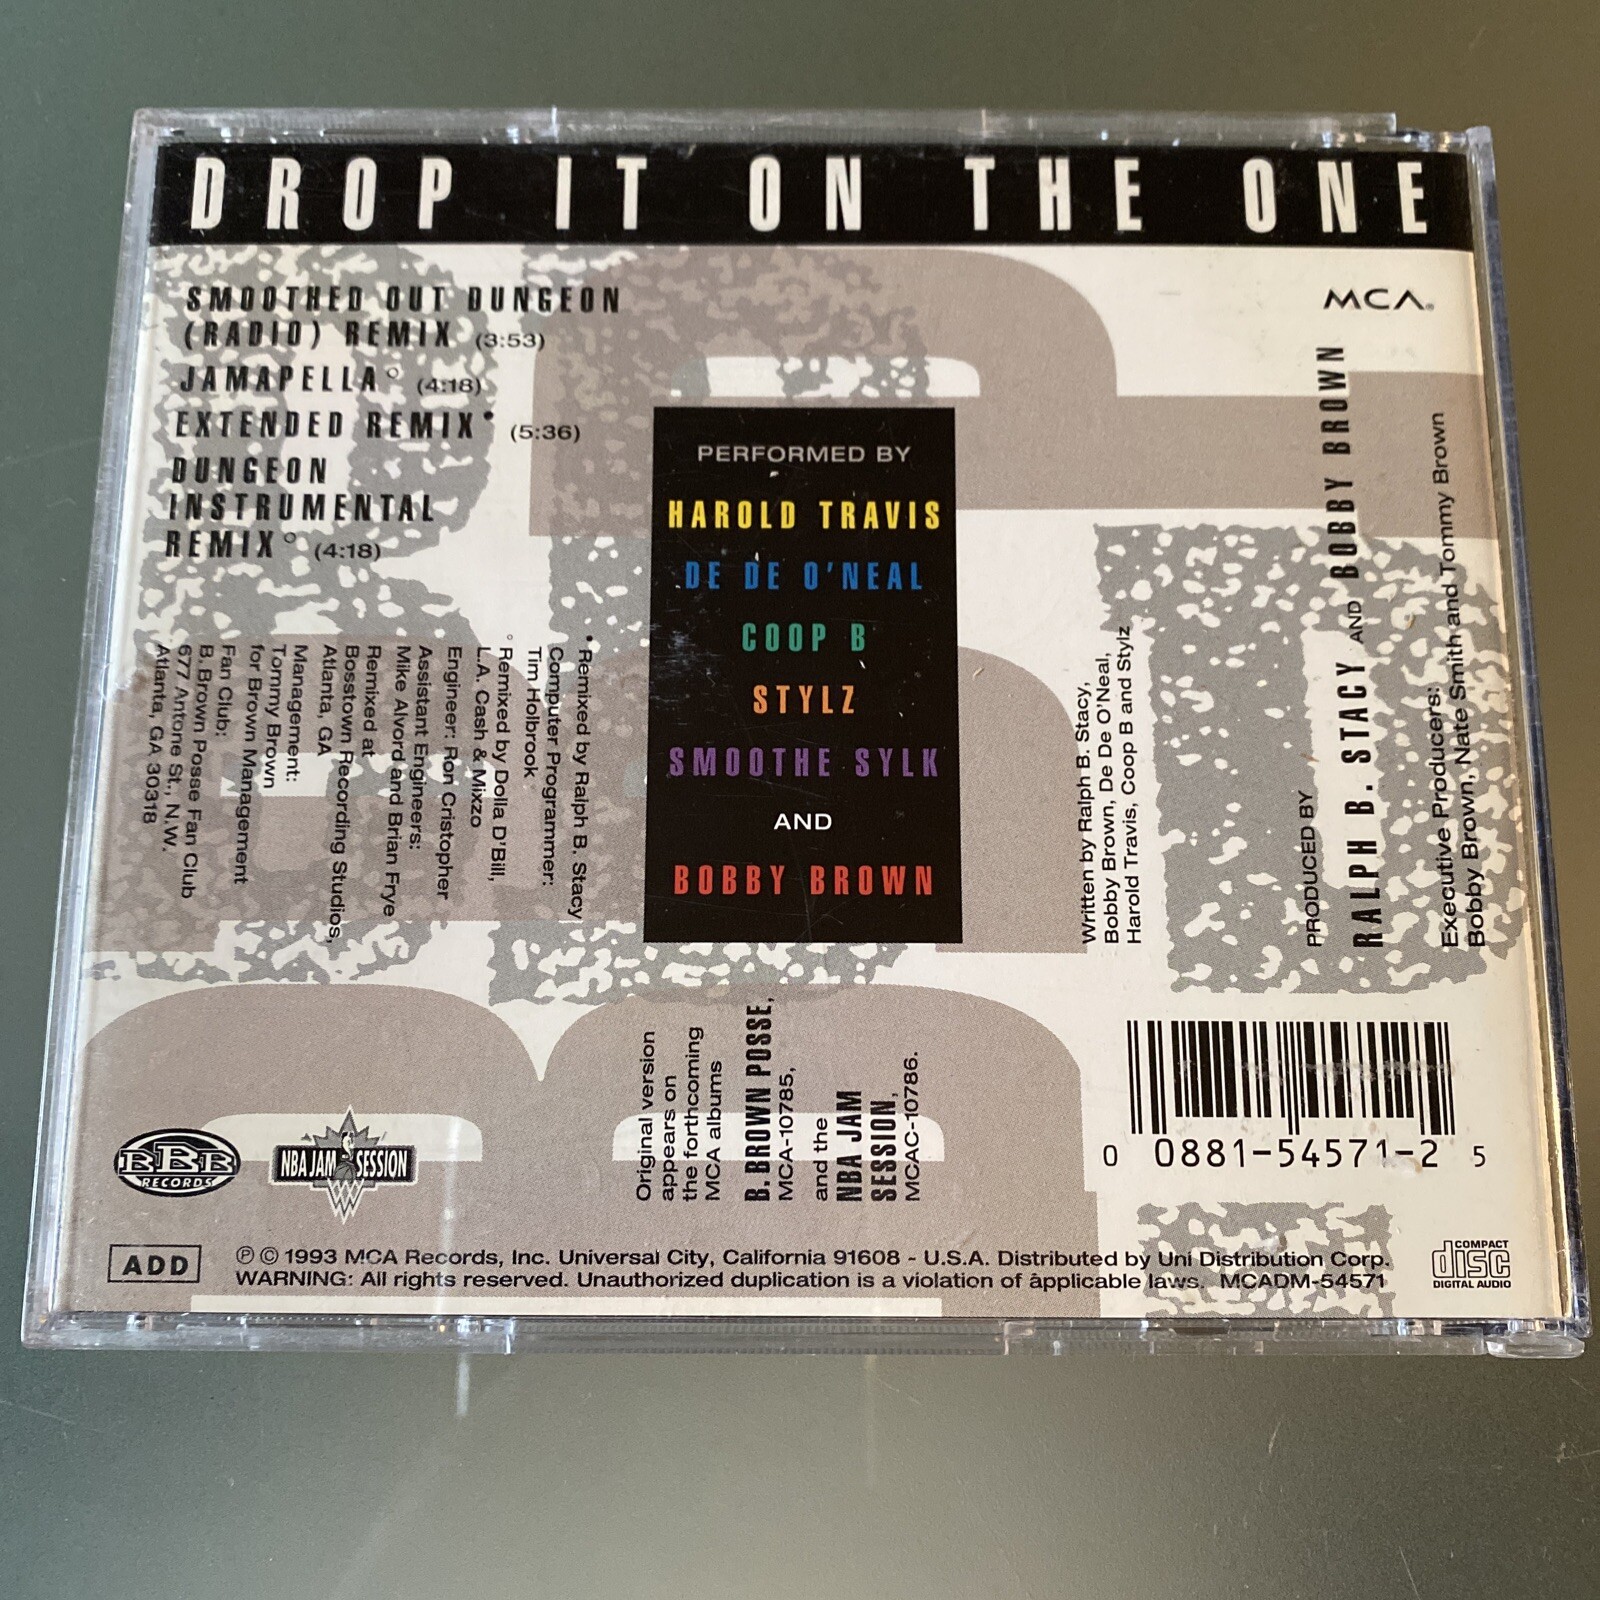 DROP IT ON THE ONE
SMOOTHED OUT DUNGEON
(RADIO) REMIX (3:53)
JAMAPELLA° (4:18)
EXTENDED REMIX• (5:36)
DUNGEON
INSTRUMENTAL
REMIX° (4:18)
• Remixed by Ralph B. Stacy
Computer Programmer:
Tim Holbrook
° Remixed by Dolla D'Bill,
L.A. Cash & Mixzo
Engineer: Ron Cristopher
Assistant Engineers:
Mike Alvord and Brian Frye
Remixed at
Bosstown Recording Studios,
Atlanta, GA
Management:
Tommy Brown
for Brown Management
Fan Club:
B. Brown Posse Fan Club
677 Antone St., N.W.
Atlanta, GA 30318
PERFORMED BY
HAROLD TRAVIS
DE DE O'NEAL
COOP B
STYLZ
SMOOTHE SYLK
AND
BOBBY BROWN
MCA®
Written by Ralph B. Stacy,
Bobby Brown, De De O'Neal,
Harold Travis, Coop B and Stylz
PRODUCED BY
RALPH B. STACY AND BOBBY BROWN
Executive Producers:
Bobby Brown, Nate Smith and Tommy Brown
Original version
appears on
the forthcoming
MCA albums
B. BROWN POSSE,
MCA-10785,
and the
NBA JAM
SESSION,
MCAC-10786.
0 0881-54571-2 5
BBB
RECORDS
NBA JAM SESSION
ADD
℗ © 1993 MCA Records, Inc. Universal City, California 91608 - U.S.A. Distributed by Uni Distribution Corp.
WARNING: All rights reserved. Unauthorized duplication is a violation of applicable laws. MCADM-54571
COMPACT
disc
DIGITAL AUDIO